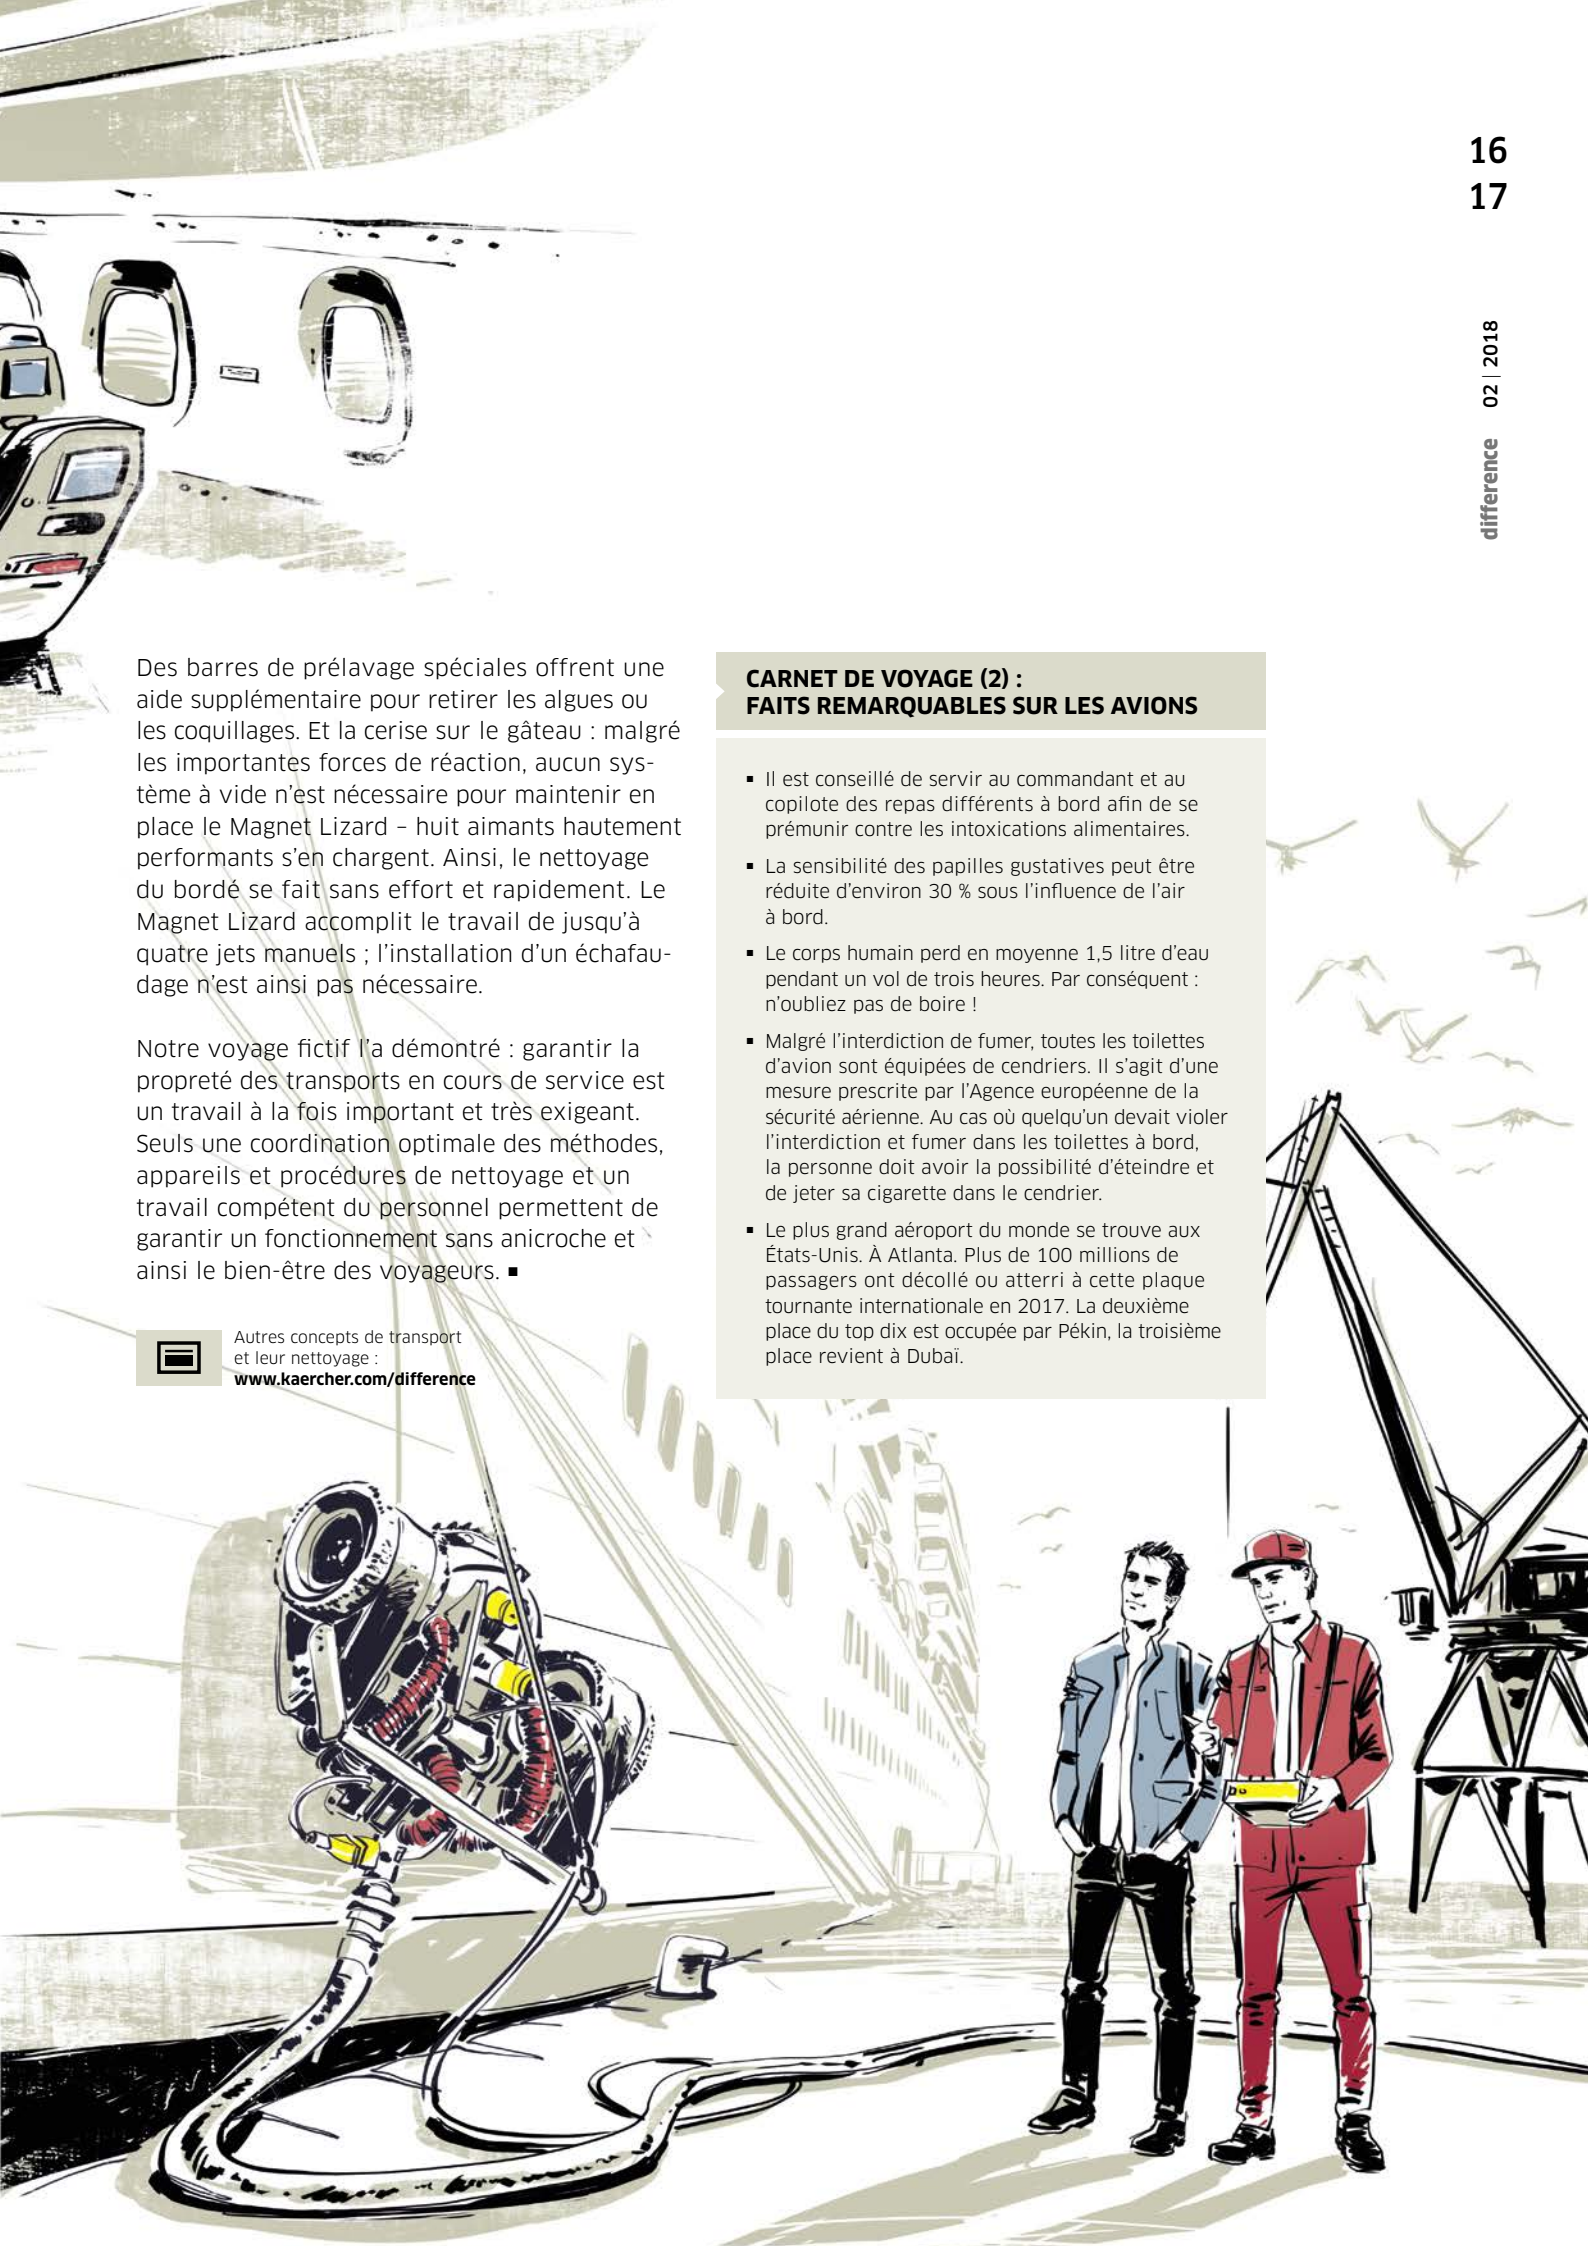 16
17
difference 02 | 2018
Des barres de prélavage spéciales offrent une
aide supplémentaire pour retirer les algues ou
les coquillages. Et la cerise sur le gâteau : malgré
les importantes forces de réaction, aucun sys-
tème à vide n’est nécessaire pour maintenir en
place le Magnet Lizard – huit aimants hautement
performants s’en chargent. Ainsi, le nettoyage
du bordé se fait sans effort et rapidement. Le
Magnet Lizard accomplit le travail de jusqu’à
quatre jets manuels ; l’installation d’un échafau-
dage n’est ainsi pas nécessaire.
Notre voyage fictif l’a démontré : garantir la
propreté des transports en cours de service est
un travail à la fois important et très exigeant.
Seuls une coordination optimale des méthodes,
appareils et procédures de nettoyage et un
travail compétent du personnel permettent de
garantir un fonctionnement sans anicroche et
ainsi le bien-être des voyageurs. ■
Autres concepts de transport
et leur nettoyage :
www.kaercher.com/difference
CARNET DE VOYAGE (2) :
FAITS REMARQUABLES SUR LES AVIONS
▪ Il est conseillé de servir au commandant et au
copilote des repas différents à bord afin de se
prémunir contre les intoxications alimentaires.
▪ La sensibilité des papilles gustatives peut être
réduite d’environ 30 % sous l’influence de l’air
à bord.
▪ Le corps humain perd en moyenne 1,5 litre d’eau
pendant un vol de trois heures. Par conséquent :
n’oubliez pas de boire !
▪ Malgré l’interdiction de fumer, toutes les toilettes
d’avion sont équipées de cendriers. Il s’agit d’une
mesure prescrite par l’Agence européenne de la
sécurité aérienne. Au cas où quelqu’un devait violer
l’interdiction et fumer dans les toilettes à bord,
la personne doit avoir la possibilité d’éteindre et
de jeter sa cigarette dans le cendrier.
▪ Le plus grand aéroport du monde se trouve aux
États-Unis. À Atlanta. Plus de 100 millions de
passagers ont décollé ou atterri à cette plaque
tournante internationale en 2017. La deuxième
place du top dix est occupée par Pékin, la troisième
place revient à Dubaï.